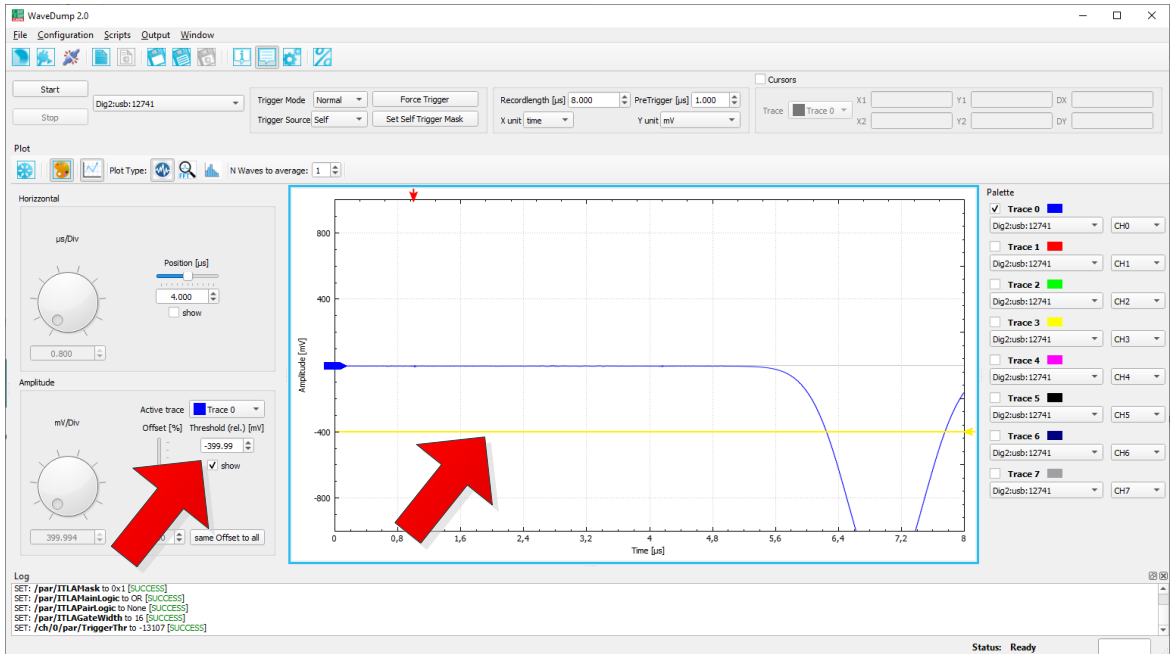 WaveDump 2.0
File Configuration Scripts Output Window
Start
Stop
Dig2:usb:12741
Trigger Mode Normal Force Trigger
Trigger Source Self Set Self Trigger Mask
Recordlength [µs] 8.000 PreTrigger [µs] 1.000
X unit time Y unit mV
Cursors
Trace Trace 0 X1 Y1 DX
X2 Y2 DY
Plot
Plot Type: N Waves to average: 1
Horizzontal
µs/Div
Position [µs]
4.000
show
0.800
Amplitude
Active trace Trace 0
mV/Div
Offset [%] Threshold (rel.) [mV]
-399.99
show
399.994
same Offset to all
Amplitude [mV]
800
400
0
-400
-800
0 0,8 1,6 2,4 3,2 4 4,8 5,6 6,4 7,2 8
Time [µs]
Palette
Trace 0
Dig2:usb:12741 CH0
Trace 1
Dig2:usb:12741 CH1
Trace 2
Dig2:usb:12741 CH2
Trace 3
Dig2:usb:12741 CH3
Trace 4
Dig2:usb:12741 CH4
Trace 5
Dig2:usb:12741 CH5
Trace 6
Dig2:usb:12741 CH6
Trace 7
Dig2:usb:12741 CH7
Log
SET: /par/ITLAMask to 0x1 [SUCCESS]
SET: /par/ITLAMainLogic to OR [SUCCESS]
SET: /par/ITLAPairLogic to None [SUCCESS]
SET: /par/ITLAGateWidth to 16 [SUCCESS]
SET: /ch/0/par/TriggerThr to -13107 [SUCCESS]
Status: Ready